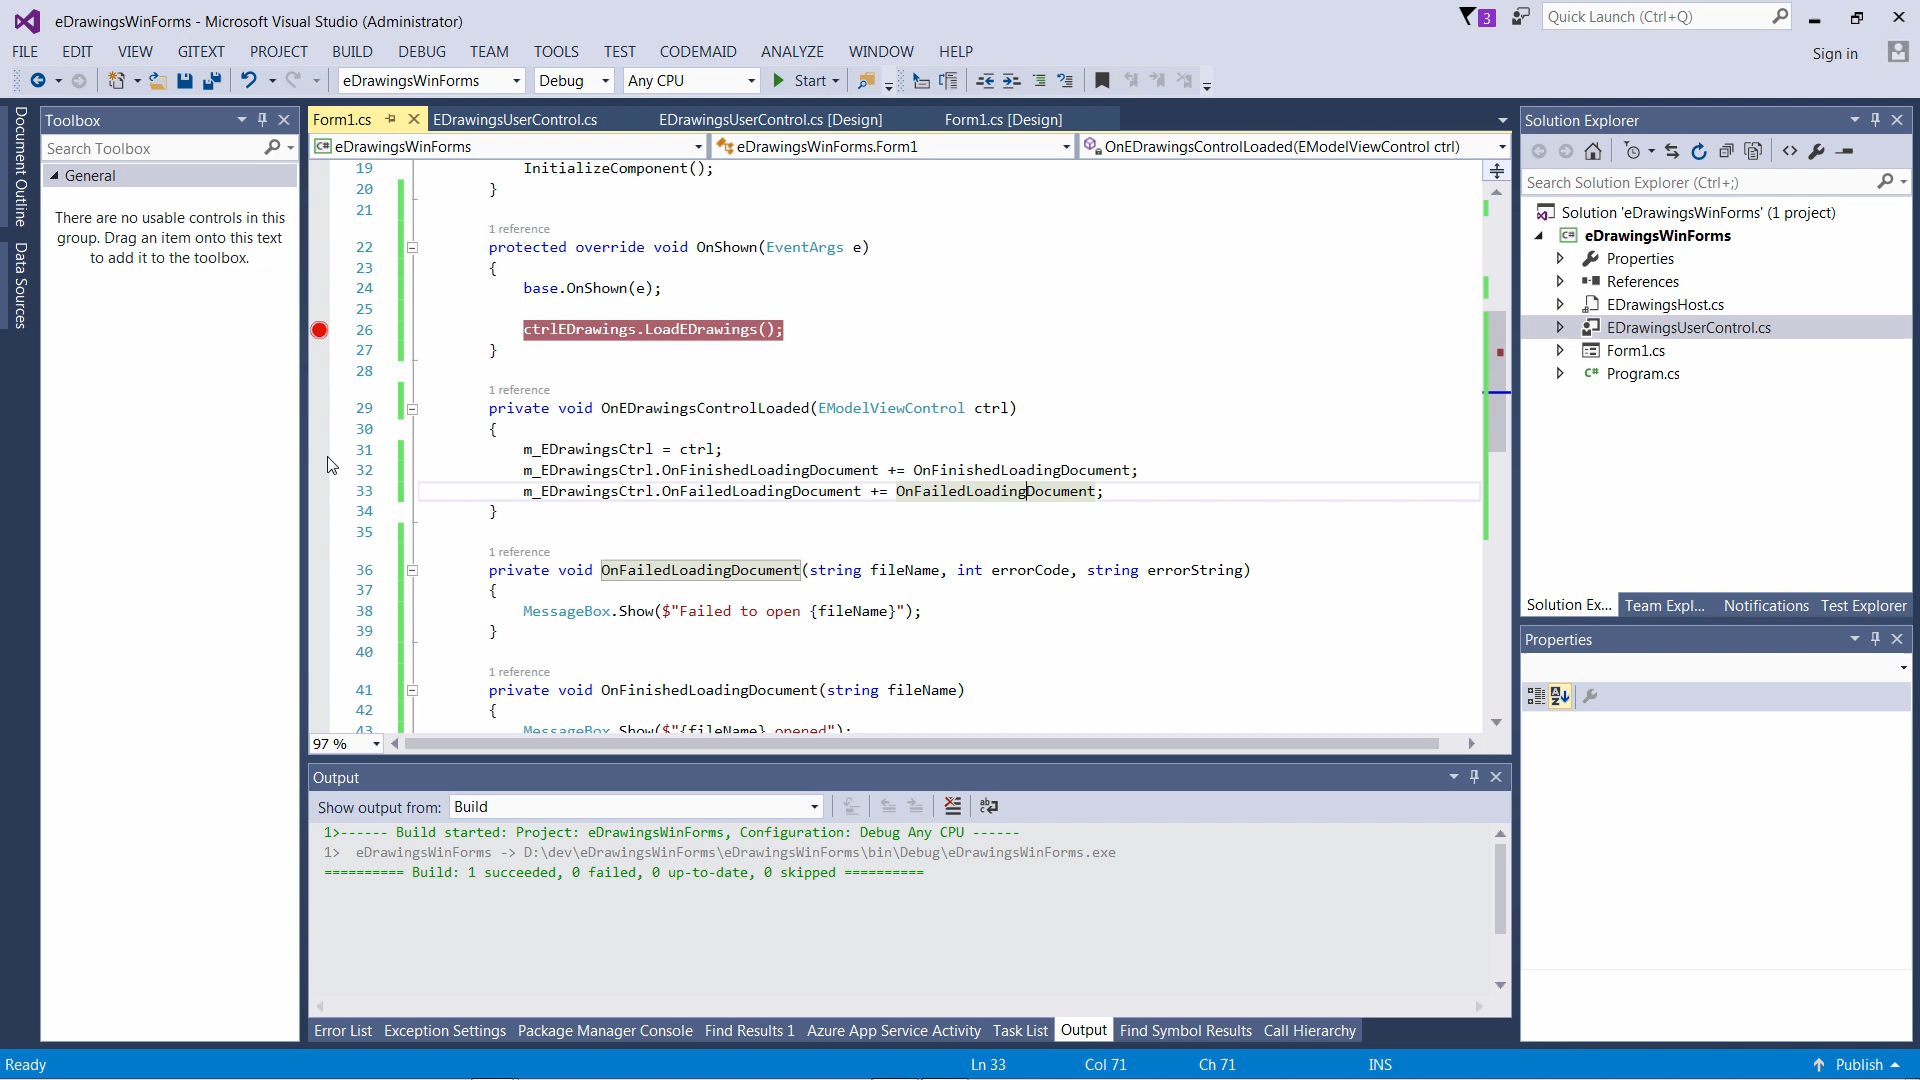 eDrawingsWinForms - Microsoft Visual Studio (Administrator)
3
Quick Launch (Ctrl+Q)
FILE EDIT VIEW GITEXT PROJECT BUILD DEBUG TEAM TOOLS TEST CODEMAID ANALYZE WINDOW HELP
Sign in
eDrawingsWinForms Debug Any CPU Start
Document Outline
Data Sources
Toolbox
Search Toolbox
General
There are no usable controls in this
group. Drag an item onto this text
to add it to the toolbox.
Form1.cs EDrawingsUserControl.cs EDrawingsUserControl.cs [Design] Form1.cs [Design]
C# eDrawingsWinForms eDrawingsWinForms.Form1 OnEDrawingsControlLoaded(EModelViewControl ctrl)
19 InitializeComponent();
20 }
21
1 reference
22 protected override void OnShown(EventArgs e)
23 {
24 base.OnShown(e);
25
26 ctrlEDrawings.LoadEDrawings();
27 }
28
1 reference
29 private void OnEDrawingsControlLoaded(EModelViewControl ctrl)
30 {
31 m_EDrawingsCtrl = ctrl;
32 m_EDrawingsCtrl.OnFinishedLoadingDocument += OnFinishedLoadingDocument;
33 m_EDrawingsCtrl.OnFailedLoadingDocument += OnFailedLoadingDocument;
34 }
35
1 reference
36 private void OnFailedLoadingDocument(string fileName, int errorCode, string errorString)
37 {
38 MessageBox.Show($"Failed to open {fileName}");
39 }
40
1 reference
41 private void OnFinishedLoadingDocument(string fileName)
42 {
43 MessageBox.Show($"{fileName} opened");
97 %
Output
Show output from: Build
1>------ Build started: Project: eDrawingsWinForms, Configuration: Debug Any CPU ------
1>  eDrawingsWinForms -> D:\dev\eDrawingsWinForms\eDrawingsWinForms\bin\Debug\eDrawingsWinForms.exe
========== Build: 1 succeeded, 0 failed, 0 up-to-date, 0 skipped ==========
Error List Exception Settings Package Manager Console Find Results 1 Azure App Service Activity Task List Output Find Symbol Results Call Hierarchy
Solution Explorer
Search Solution Explorer (Ctrl+;)
Solution 'eDrawingsWinForms' (1 project)
C# eDrawingsWinForms
Properties
References
EDrawingsHost.cs
EDrawingsUserControl.cs
Form1.cs
C# Program.cs
Solution Ex... Team Expl... Notifications Test Explorer
Properties
Ready Ln 33 Col 71 Ch 71 INS Publish